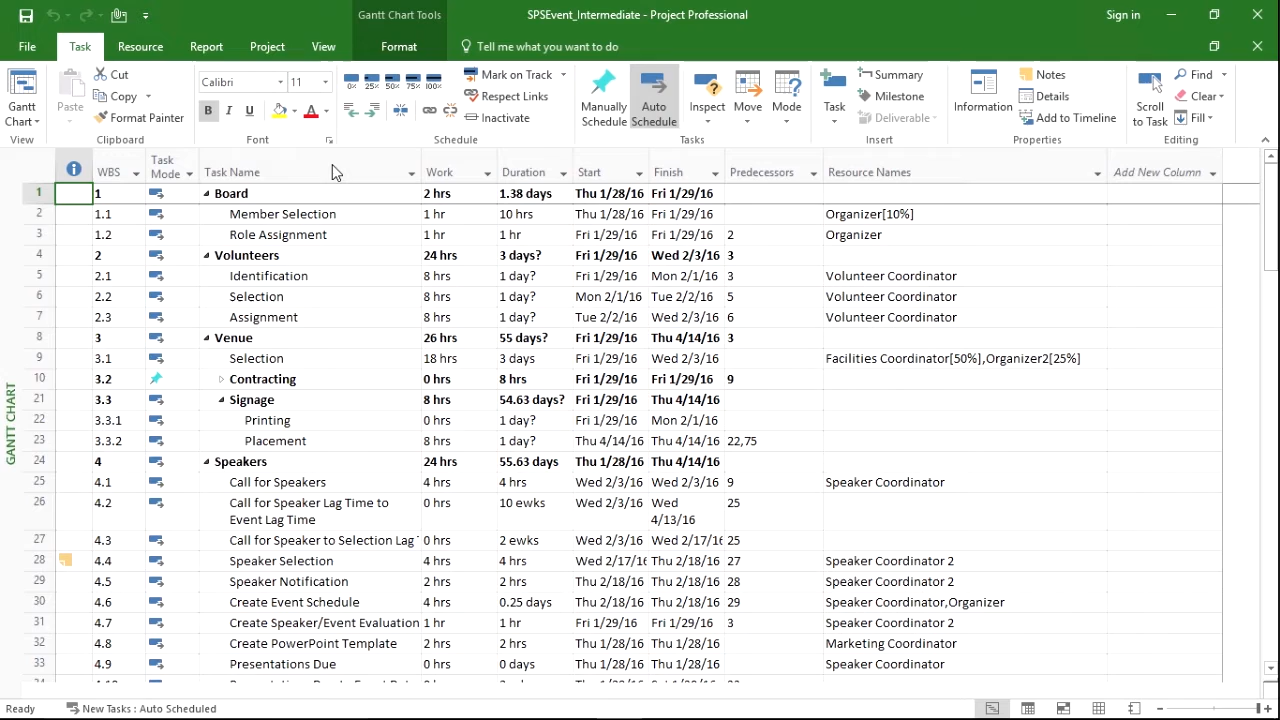 Gantt Chart Tools
SPSEvent_Intermediate - Project Professional
Sign in
File Task Resource Report Project View Format Tell me what you want to do
Gantt Chart
View
Paste
Cut
Copy
Format Painter
Clipboard
Calibri 11
B I U A
Font
0% 25% 50% 75% 100%
Mark on Track
Respect Links
Inactivate
Schedule
Manually Schedule
Auto Schedule
Inspect
Move
Mode
Tasks
Task
Summary
Milestone
Deliverable
Insert
Information
Notes
Details
Add to Timeline
Properties
Scroll to Task
Find
Clear
Fill
Editing
WBS Task Mode Task Name Work Duration Start Finish Predecessors Resource Names Add New Column
1 1 Board 2 hrs 1.38 days Thu 1/28/16 Fri 1/29/16
2 1.1 Member Selection 1 hr 10 hrs Thu 1/28/16 Fri 1/29/16 Organizer[10%]
3 1.2 Role Assignment 1 hr 1 hr Fri 1/29/16 Fri 1/29/16 2 Organizer
4 2 Volunteers 24 hrs 3 days? Fri 1/29/16 Wed 2/3/16 3
5 2.1 Identification 8 hrs 1 day? Fri 1/29/16 Mon 2/1/16 3 Volunteer Coordinator
6 2.2 Selection 8 hrs 1 day? Mon 2/1/16 Tue 2/2/16 5 Volunteer Coordinator
7 2.3 Assignment 8 hrs 1 day? Tue 2/2/16 Wed 2/3/16 6 Volunteer Coordinator
8 3 Venue 26 hrs 55 days? Fri 1/29/16 Thu 4/14/16 3
9 3.1 Selection 18 hrs 3 days Fri 1/29/16 Wed 2/3/16 Facilities Coordinator[50%],Organizer2[25%]
10 3.2 Contracting 0 hrs 8 hrs Fri 1/29/16 Fri 1/29/16 9
21 3.3 Signage 8 hrs 54.63 days? Fri 1/29/16 Thu 4/14/16
22 3.3.1 Printing 0 hrs 1 day? Fri 1/29/16 Mon 2/1/16
23 3.3.2 Placement 8 hrs 1 day? Thu 4/14/16 Thu 4/14/16 22,75
24 4 Speakers 24 hrs 55.63 days Thu 1/28/16 Thu 4/14/16
25 4.1 Call for Speakers 4 hrs 4 hrs Wed 2/3/16 Wed 2/3/16 9 Speaker Coordinator
26 4.2 Call for Speaker Lag Time to 0 hrs 10 ewks Wed 2/3/16 Wed 25
Event Lag Time 4/13/16
27 4.3 Call for Speaker to Selection Lag 0 hrs 2 ewks Wed 2/3/16 Wed 2/17/16 25
28 4.4 Speaker Selection 4 hrs 4 hrs Wed 2/17/16 Thu 2/18/16 27 Speaker Coordinator 2
29 4.5 Speaker Notification 2 hrs 2 hrs Thu 2/18/16 Thu 2/18/16 28 Speaker Coordinator 2
30 4.6 Create Event Schedule 4 hrs 0.25 days Thu 2/18/16 Thu 2/18/16 29 Speaker Coordinator,Organizer
31 4.7 Create Speaker/Event Evaluation 1 hr 1 hr Fri 1/29/16 Fri 1/29/16 3 Speaker Coordinator 2
32 4.8 Create PowerPoint Template 2 hrs 2 hrs Thu 1/28/16 Thu 1/28/16 Marketing Coordinator
33 4.9 Presentations Due 0 hrs 0 days Thu 1/28/16 Thu 1/28/16 Speaker Coordinator
GANTT CHART
Ready New Tasks : Auto Scheduled